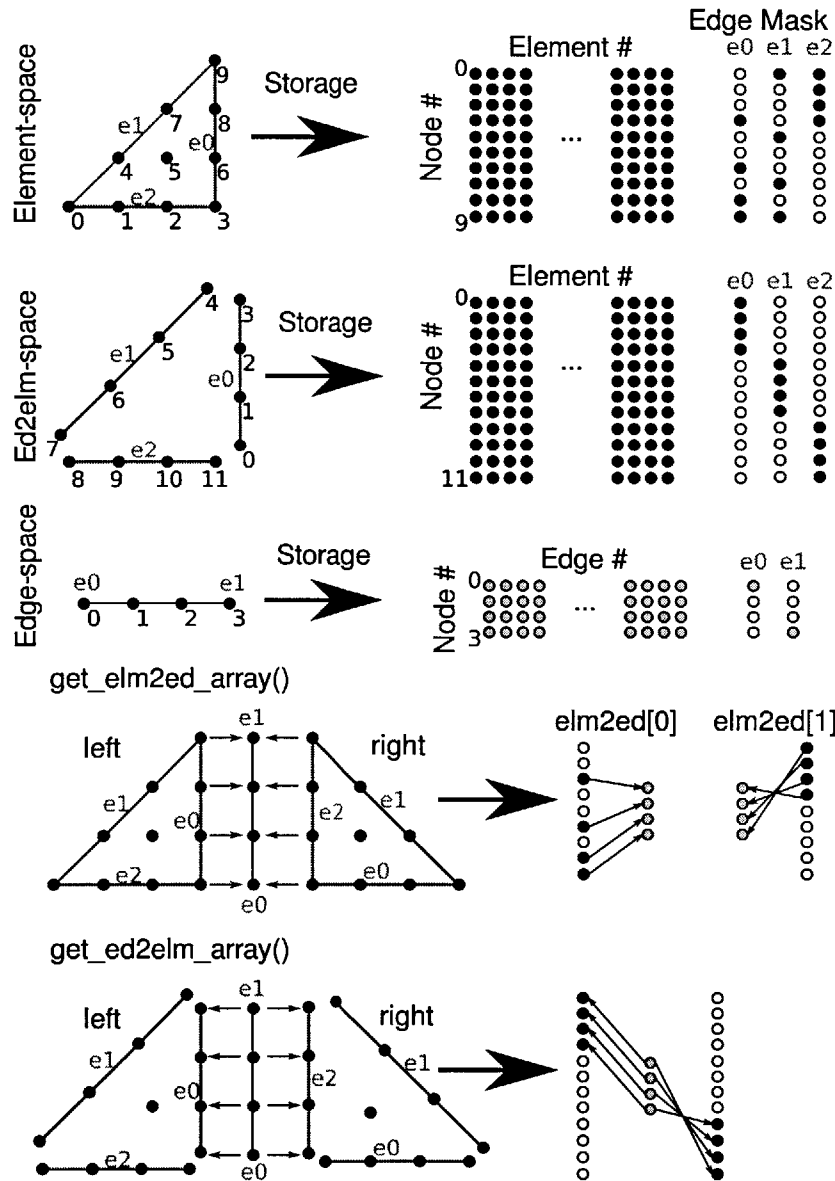 Edge Mask
Element #
e0 e1 e2
Element-space
9
7
e1
8
e0
4
5
6
e2
0 1 2 3
Storage
Node #
0
...
9
Element #
e0 e1 e2
Ed2elm-space
4
3
5
e1
2
e0
6
1
7
e2
0
8 9 10 11
Storage
Node #
0
...
11
Edge-space
e0 e1
0 1 2 3
Storage
Edge #
e0 e1
Node #
0
...
3
get_elm2ed_array()
e1
left
right
elm2ed[0] elm2ed[1]
e1
e0
e2
e1
e2
e0
e0
get_ed2elm_array()
e1
left
right
e1
e0
e2
e1
e2
e0
e0